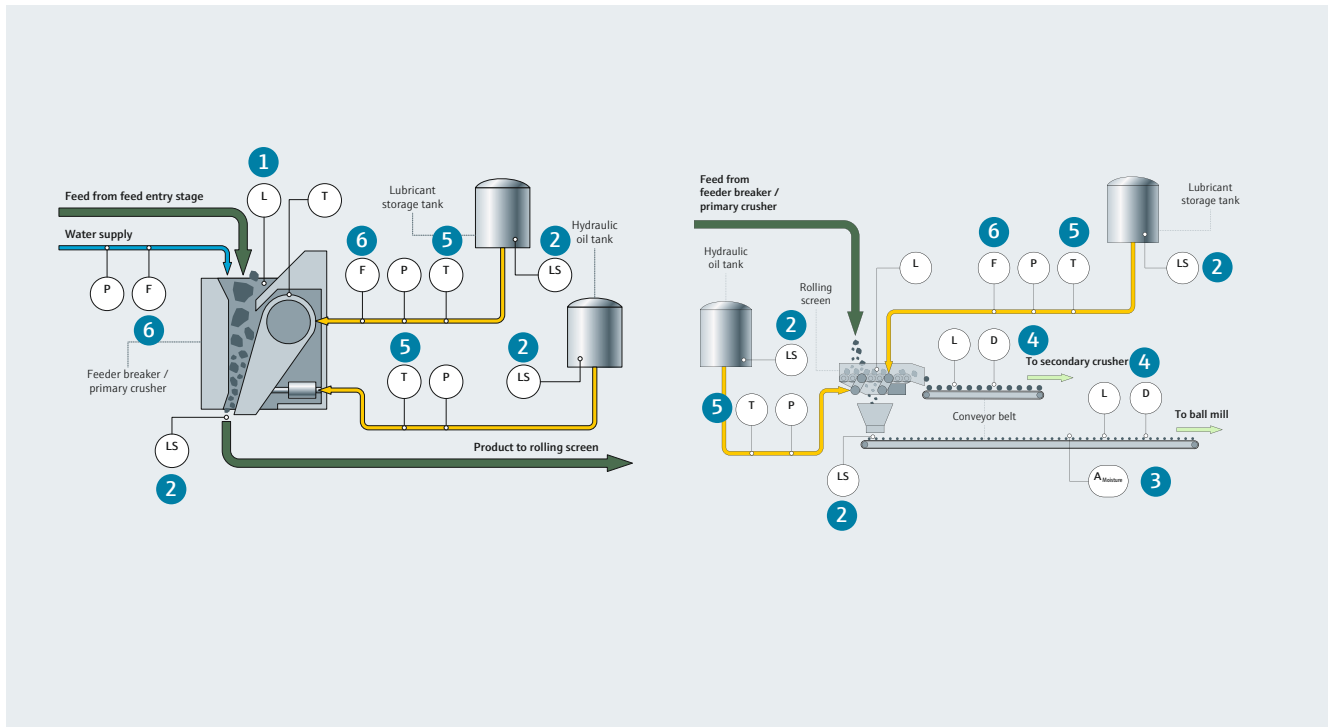 1
Feed from feed entry stage
L
T
Lubricant
storage tank
Water supply
P
F
6
Feeder breaker /
primary crusher
6
F
P
5
T
2
LS
Hydraulic
oil tank
5
T
P
2
LS
LS
2
Product to rolling screen
Feed from
feeder breaker /
primary crusher
Hydraulic
oil tank
Rolling
screen
2
LS
L
6
F
P
5
T
Lubricant
storage tank
LS
2
5
T
P
L
D
4
To secondary crusher
4
L
D
To ball mill
Conveyor belt
LS
2
A Moisture
3